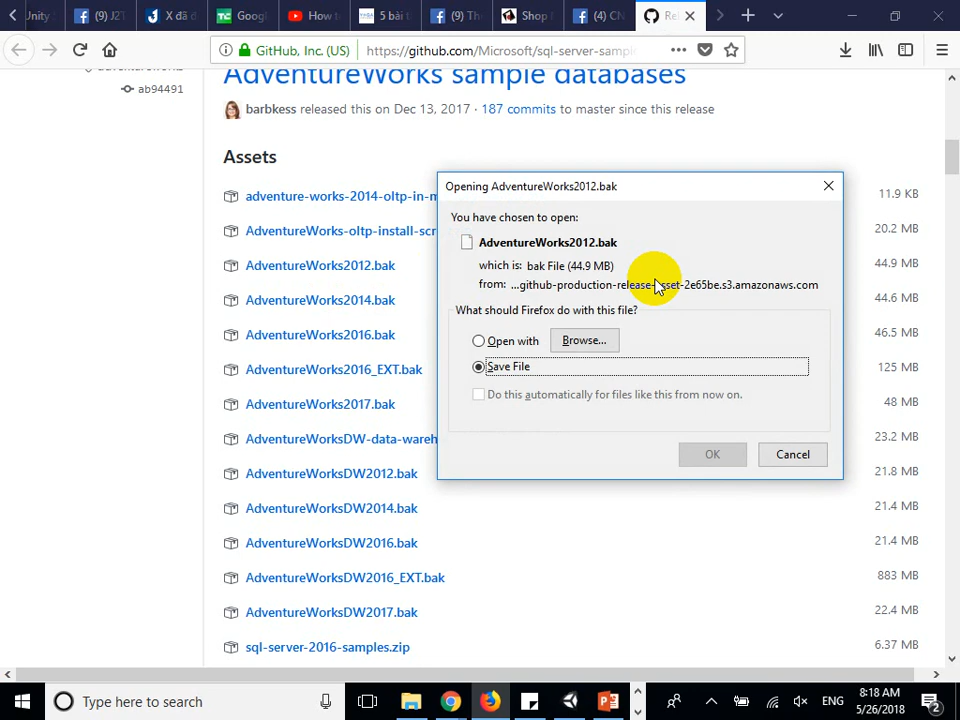 Unity
(9) J2T
X đã đ
Googl
How t
5 bài t
(9) Th
Shop
(4) CN
Re
GitHub, Inc. (US)
https://github.com/Microsoft/sql-server-samp
ab94491
AdventureWorks sample databases
barbkess released this on Dec 13, 2017 · 187 commits to master since this release
Assets
adventure-works-2014-oltp-in-m
11.9 KB
AdventureWorks-oltp-install-scr
20.2 MB
AdventureWorks2012.bak
44.9 MB
AdventureWorks2014.bak
44.6 MB
AdventureWorks2016.bak
46.5 MB
AdventureWorks2016_EXT.bak
125 MB
AdventureWorks2017.bak
48 MB
AdventureWorksDW-data-wareh
23.2 MB
AdventureWorksDW2012.bak
21.8 MB
AdventureWorksDW2014.bak
21.4 MB
AdventureWorksDW2016.bak
21.4 MB
AdventureWorksDW2016_EXT.bak
883 MB
AdventureWorksDW2017.bak
22.4 MB
sql-server-2016-samples.zip
6.37 MB
Opening AdventureWorks2012.bak
You have chosen to open:
AdventureWorks2012.bak
which is: bak File (44.9 MB)
from: ...github-production-release-asset-2e65be.s3.amazonaws.com
What should Firefox do with this file?
Open with
Browse...
Save File
Do this automatically for files like this from now on.
OK
Cancel
Type here to search
ENG
8:18 AM
5/26/2018
2